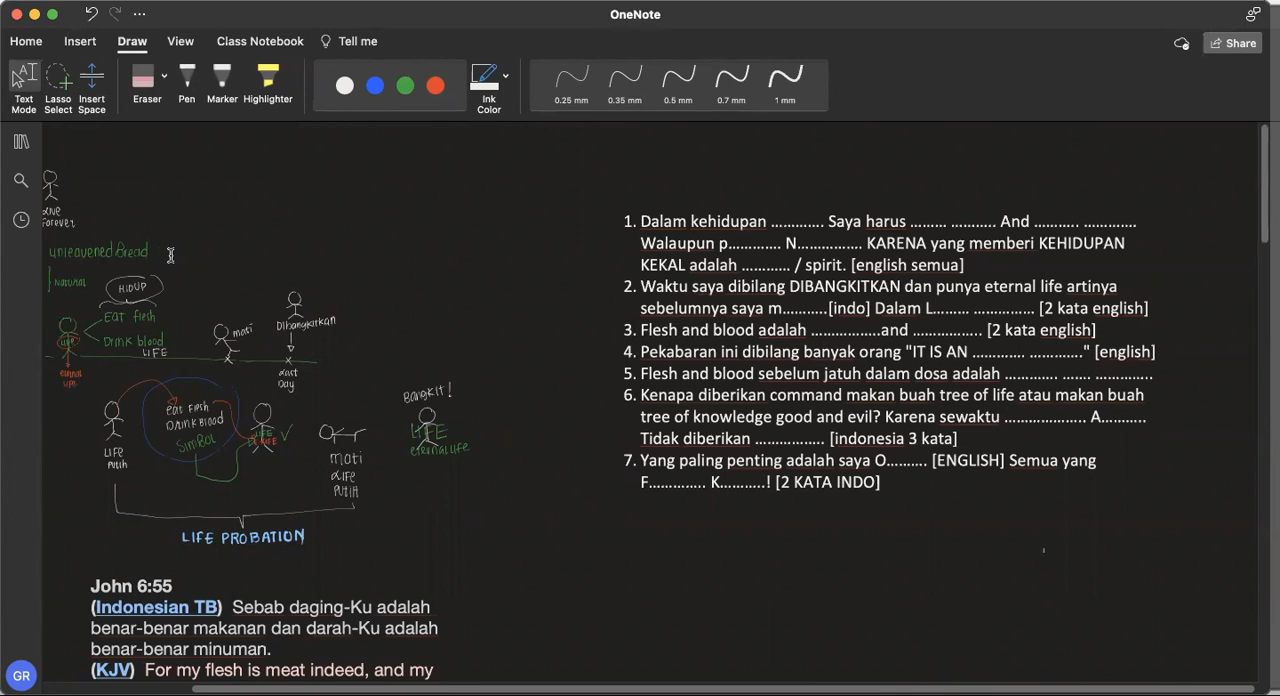 OneNote
Home Insert Draw View Class Notebook Tell me
Share
Text Mode
Lasso Select
Insert Space
Eraser
Pen
Marker
Highlighter
Ink Color
0.25 mm 0.35 mm 0.5 mm 0.7 mm 1 mm
Forever
unleavened Bread
Natural
HIDUP
Eat flesh
Drink blood
LIFE
Life
mati
DIbangkitkan
Last
Day
eat Flesh
Drink Blood
SimBol
LIFE
Putih
mati
LIFE
PUTIH
Bangkit!
LIFE
eternal life
LIFE PROBATION
John 6:55
(Indonesian TB) Sebab daging-Ku adalah
benar-benar makanan dan darah-Ku adalah
benar-benar minuman.
(KJV) For my flesh is meat indeed, and my
1. Dalam kehidupan …………. Saya harus ……… ……….. And ……….. ………….
Walaupun p…………. N……………. KARENA yang memberi KEHIDUPAN
KEKAL adalah ………… / spirit. [english semua]
2. Waktu saya dibilang DIBANGKITKAN dan punya eternal life artinya
sebelumnya saya m………..[indo] Dalam L……… …………… [2 kata english]
3. Flesh and blood adalah ……………..and …………….. [2 kata english]
4. Pekabaran ini dibilang banyak orang "IT IS AN …………. ………….." [english]
5. Flesh and blood sebelum jatuh dalam dosa adalah …………. ……. …………..
6. Kenapa diberikan command makan buah tree of life atau makan buah
tree of knowledge good and evil? Karena sewaktu ………………. A……….
Tidak diberikan ………….. [indonesia 3 kata]
7. Yang paling penting adalah saya O……….. [ENGLISH] Semua yang
F………….. K………..! [2 KATA INDO]
GR